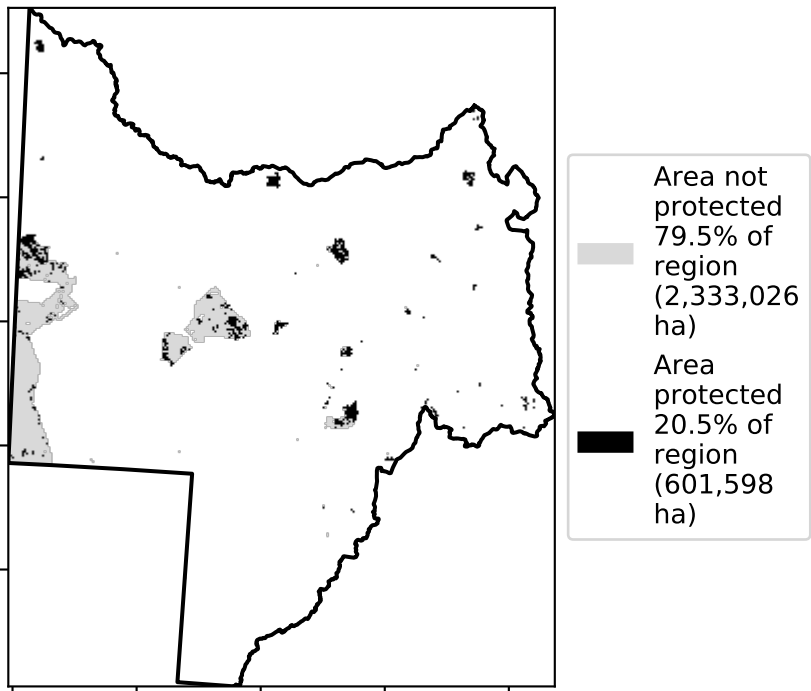 Area not
protected
79.5% of
region
(2,333,026
ha)
Area
protected
20.5% of
region
(601,598
ha)